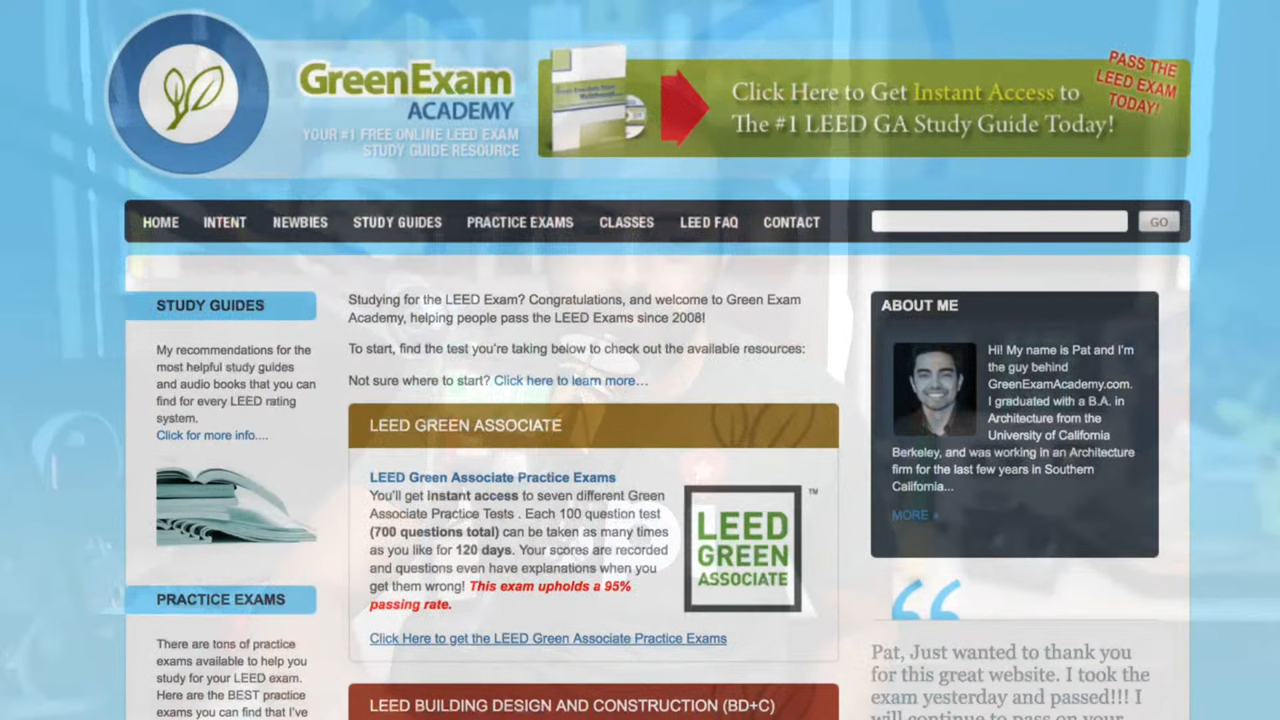 GreenExam
ACADEMY
YOUR #1 FREE ONLINE LEED EXAM
STUDY GUIDE RESOURCE
Click Here to Get Instant Access to
The #1 LEED GA Study Guide Today!
PASS THE
LEED EXAM
TODAY!
HOME INTENT NEWBIES STUDY GUIDES PRACTICE EXAMS CLASSES LEED FAQ CONTACT
GO
STUDY GUIDES
My recommendations for the
most helpful study guides
and audio books that you can
find for every LEED rating
system.
Click for more info....
PRACTICE EXAMS
There are tons of practice
exams available to help you
study for your LEED exam.
Here are the BEST practice
exams you can find that I've
Studying for the LEED Exam? Congratulations, and welcome to Green Exam
Academy, helping people pass the LEED Exams since 2008!
To start, find the test you're taking below to check out the available resources:
Not sure where to start? Click here to learn more…
LEED GREEN ASSOCIATE
LEED Green Associate Practice Exams
You'll get instant access to seven different Green
Associate Practice Tests . Each 100 question test
(700 questions total) can be taken as many times
as you like for 120 days. Your scores are recorded
and questions even have explanations when you
get them wrong! This exam upholds a 95%
passing rate.
Click Here to get the LEED Green Associate Practice Exams
LEED
GREEN
ASSOCIATE
™
LEED BUILDING DESIGN AND CONSTRUCTION (BD+C)
ABOUT ME
Hi! My name is Pat and I'm
the guy behind
GreenExamAcademy.com.
I graduated with a B.A. in
Architecture from the
University of California
Berkeley, and was working in an Architecture
firm for the last few years in Southern
California...
MORE »
“
Pat, Just wanted to thank you
for this great website. I took the
exam yesterday and passed!!! I
will continue to pass on your